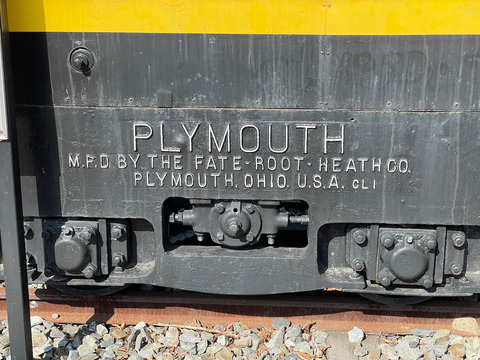 PLYMOUTH
M.F.D. BY THE FATE-ROOT-HEATH CO.
PLYMOUTH, OHIO. U.S.A. CL1